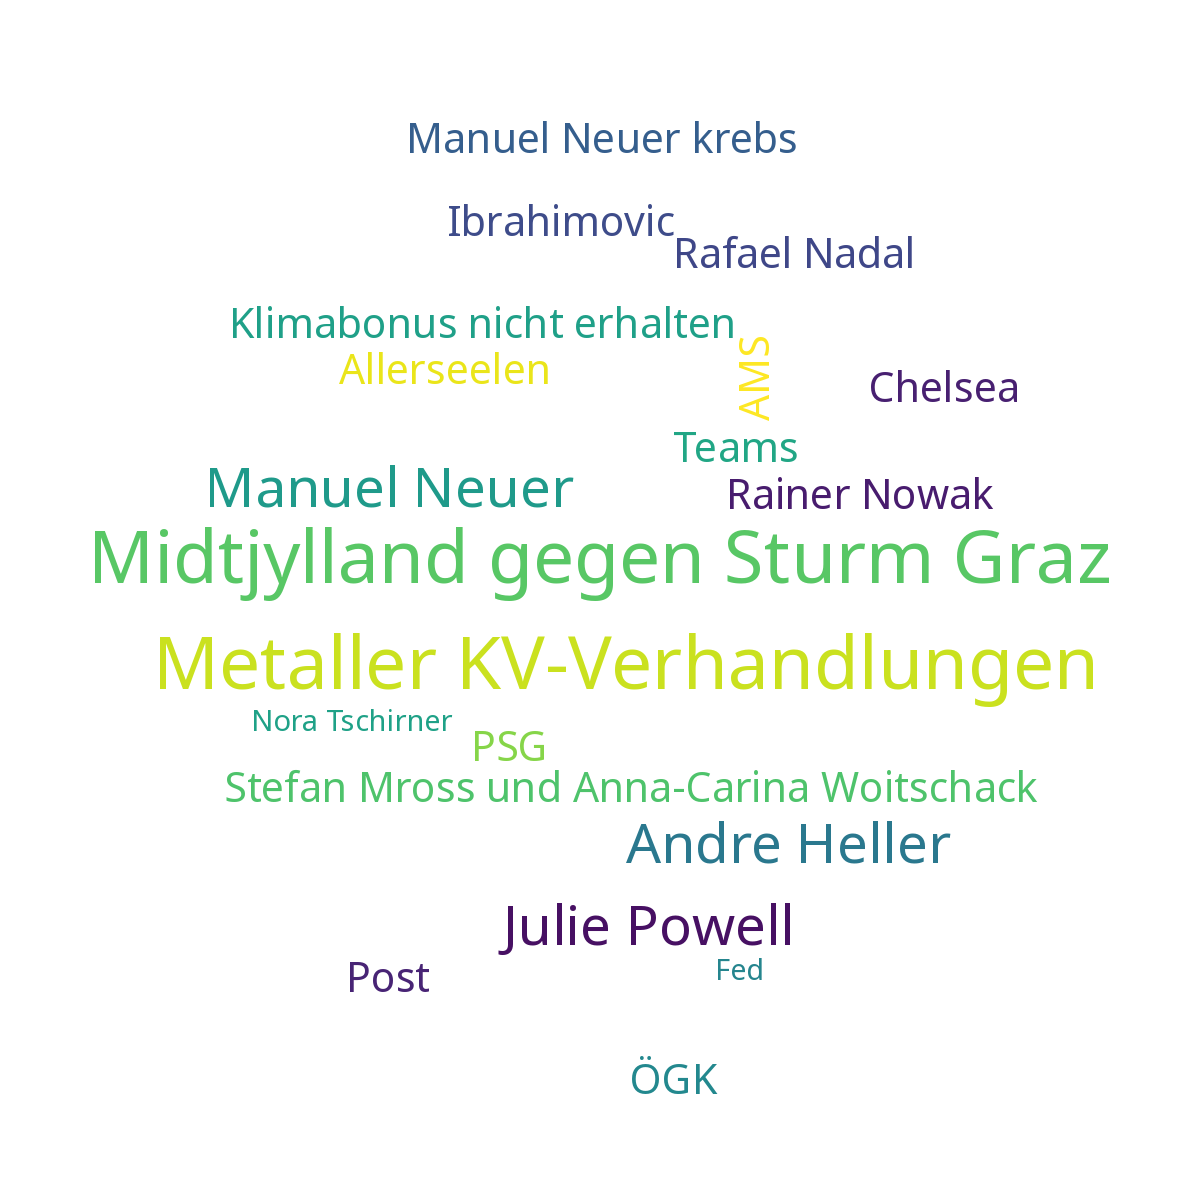 Manuel Neuer krebs
Ibrahimovic
Rafael Nadal
Klimabonus nicht erhalten
AMS
Allerseelen
Chelsea
Teams
Manuel Neuer
Rainer Nowak
Midtjylland gegen Sturm Graz
Metaller KV-Verhandlungen
Nora Tschirner
PSG
Stefan Mross und Anna-Carina Woitschack
Andre Heller
Julie Powell
Post
Fed
ÖGK